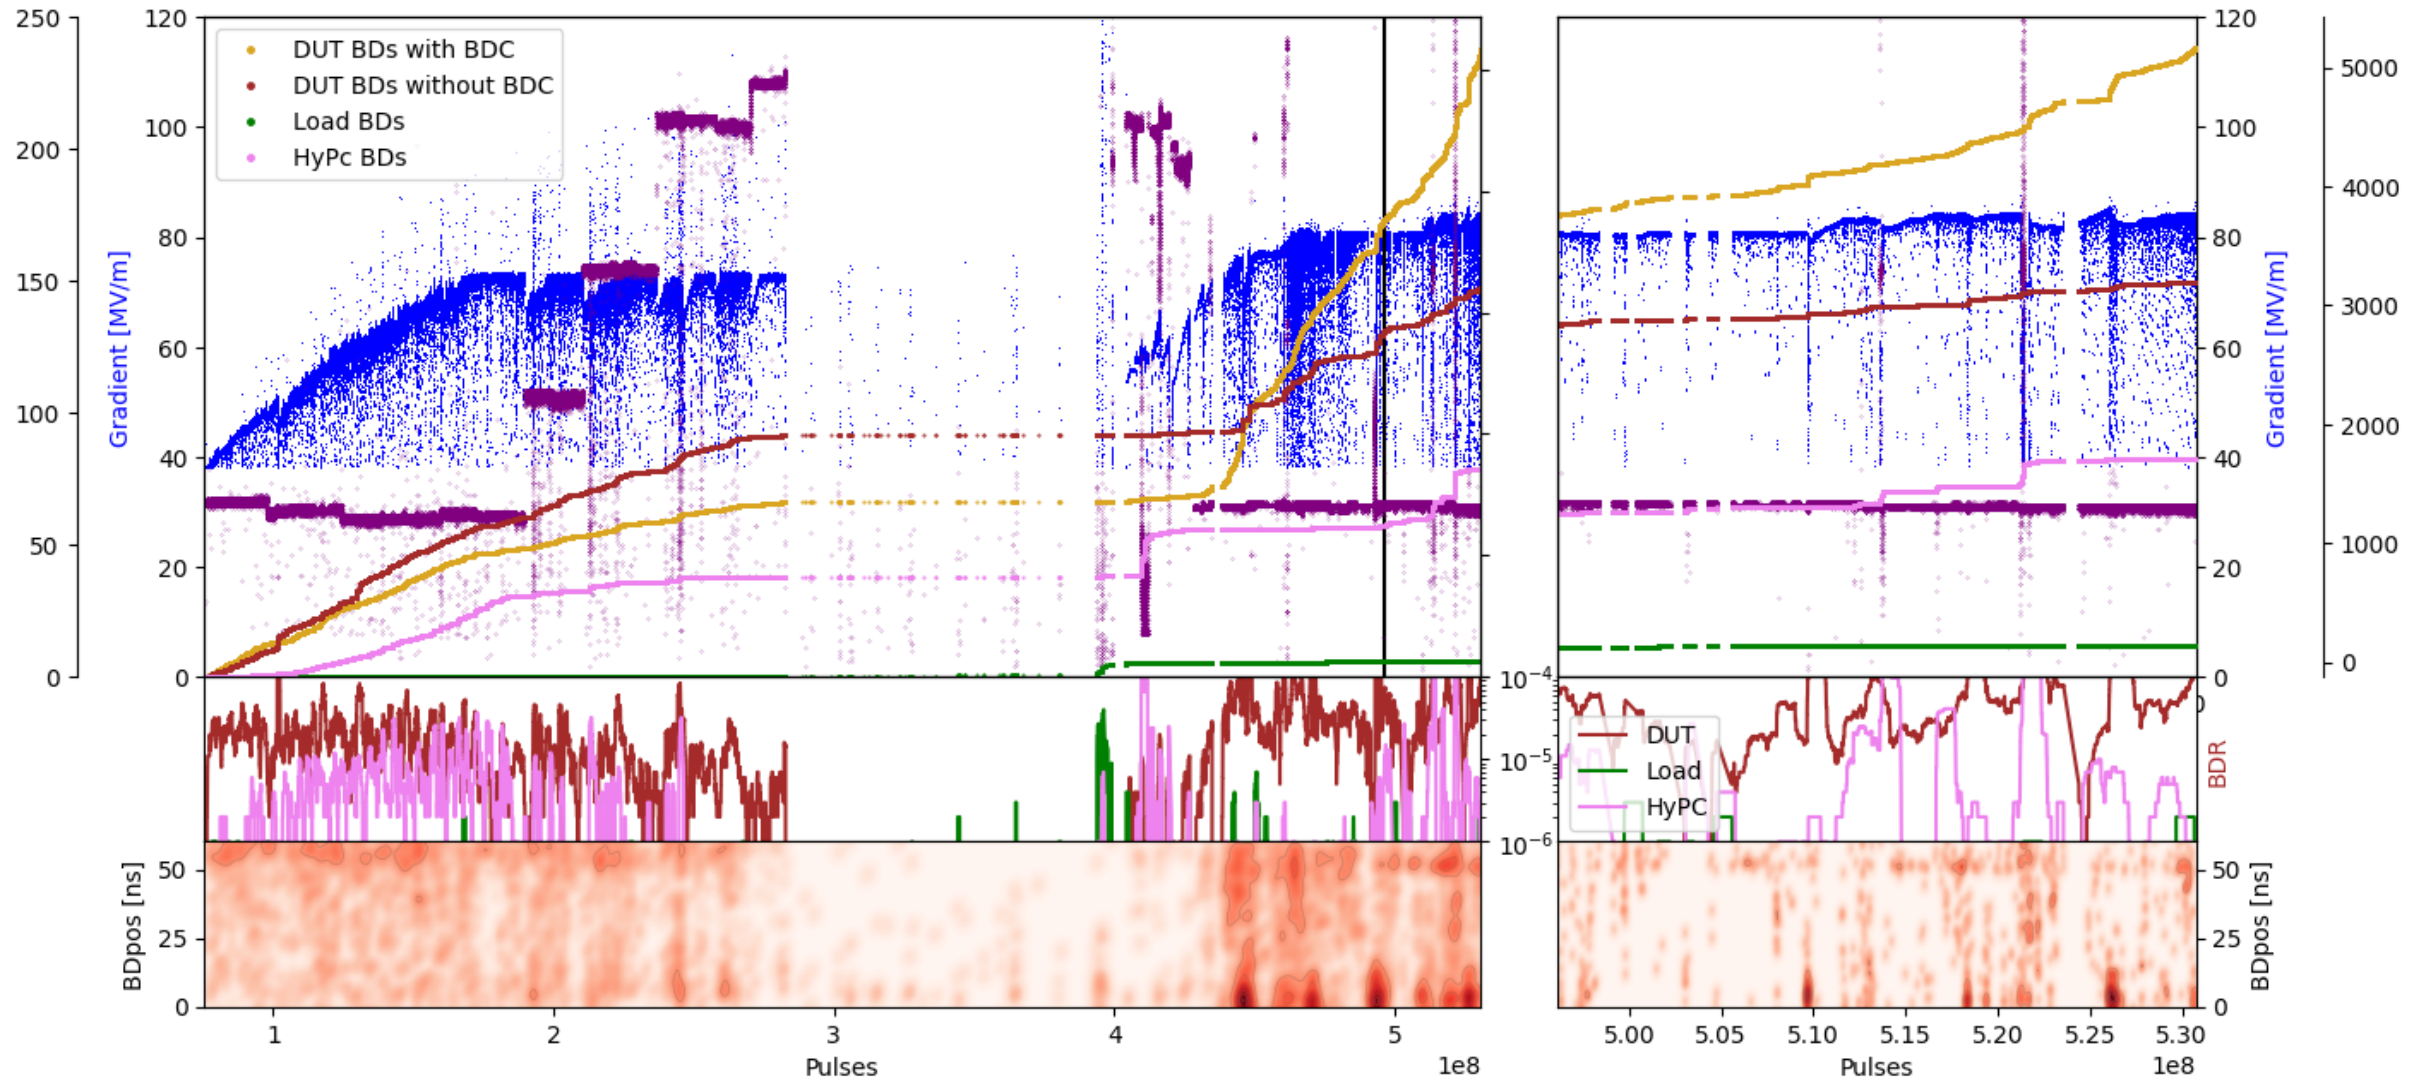 250
200
150
100
50
0
Gradient [MV/m]
120
100
80
60
40
20
0
DUT BDs with BDC
DUT BDs without BDC
Load BDs
HyPc BDs
120
100
80
60
40
20
0
Gradient [MV/m]
5000
4000
3000
2000
1000
0
10⁻⁴
10⁻⁵
10⁻⁶
DUT
Load
HyPC
BDR
BDpos [ns]
50
25
0
50
25
0
BDpos [ns]
1
2
3
4
5
Pulses
1e8
5.00
5.05
5.10
5.15
5.20
5.25
5.30
Pulses
1e8